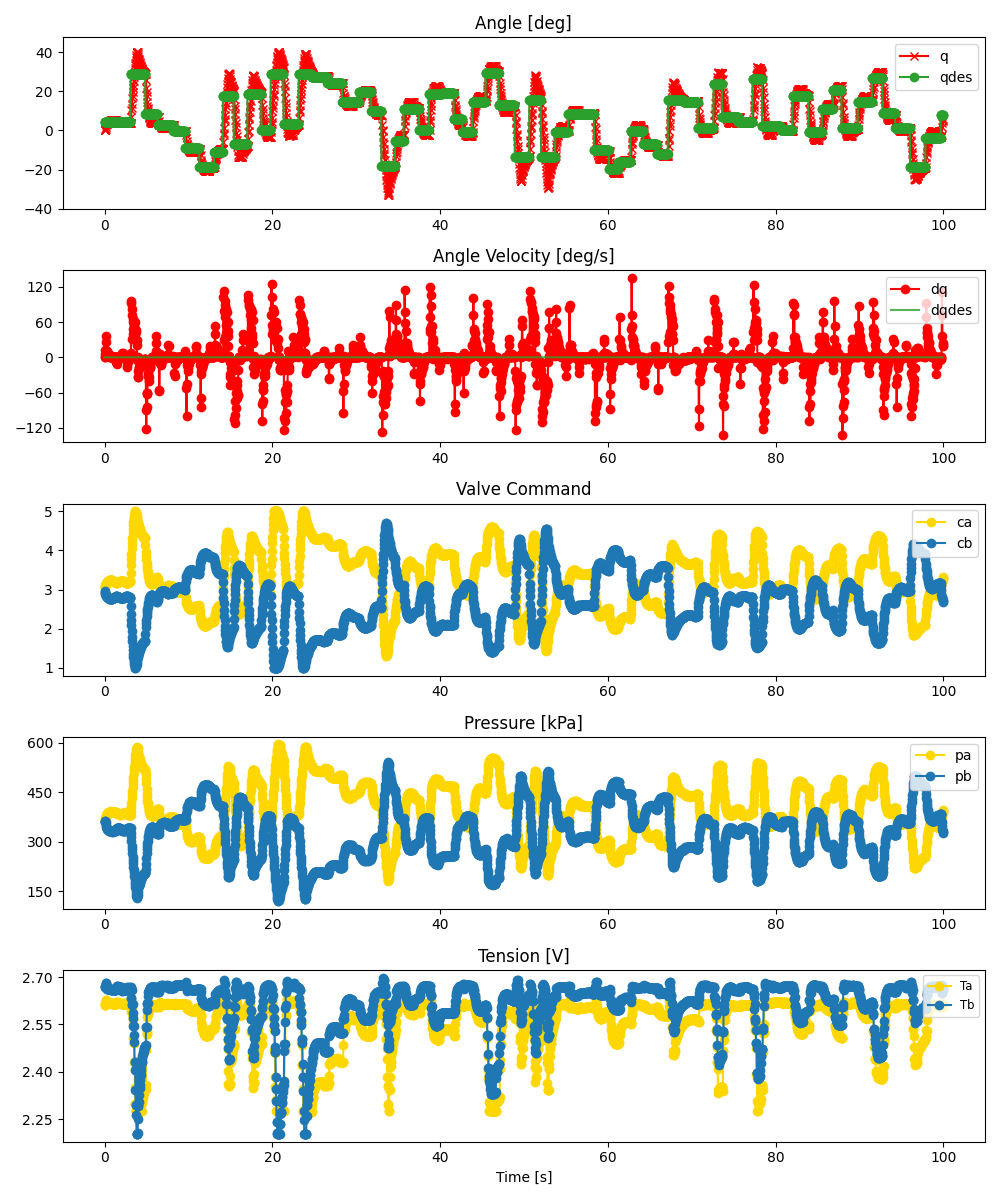 Angle [deg]
40
20
0
−20
−40
q
qdes
0 20 40 60 80 100
Angle Velocity [deg/s]
120
60
0
−60
−120
dq
dqdes
0 20 40 60 80 100
Valve Command
5
4
3
2
1
ca
cb
0 20 40 60 80 100
Pressure [kPa]
600
450
300
150
pa
pb
0 20 40 60 80 100
Tension [V]
2.70
2.55
2.40
2.25
Ta
Tb
0 20 40 60 80 100
Time [s]